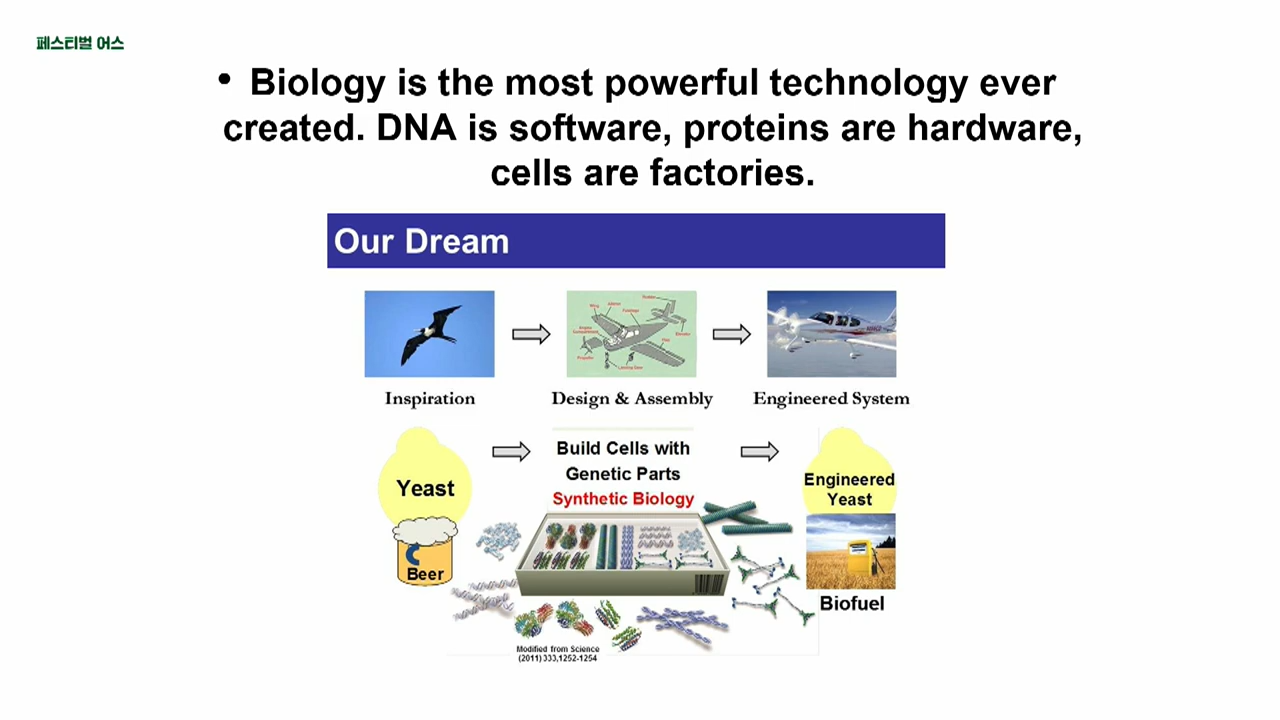 페스티벌 어스
• Biology is the most powerful technology ever
created. DNA is software, proteins are hardware,
cells are factories.
Our Dream
Inspiration
Design & Assembly
Engineered System
Yeast
Beer
Build Cells with
Genetic Parts
Synthetic Biology
Engineered
Yeast
Biofuel
Modified from Science
(2011) 333,1252-1254